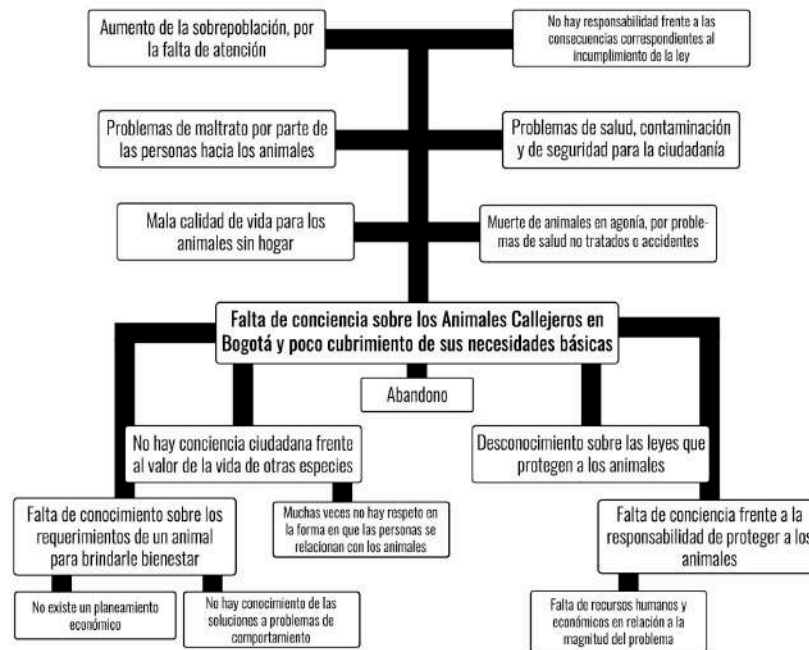 Aumento de la sobrepoblación, por
la falta de atención
No hay responsabilidad frente a las
consecuencias correspondientes al
incumplimiento de la ley
Problemas de maltrato por parte de
las personas hacia los animales
Problemas de salud, contaminación
y de seguridad para la ciudadanía
Mala calidad de vida para los
animales sin hogar
Muerte de animales en agonía, por proble-
mas de salud no tratados o accidentes
Falta de conciencia sobre los Animales Callejeros en
Bogotá y poco cubrimiento de sus necesidades básicas
Abandono
No hay conciencia ciudadana frente
al valor de la vida de otras especies
Desconocimiento sobre las leyes que
protegen a los animales
Falta de conocimiento sobre los
requerimientos de un animal
para brindarle bienestar
Muchas veces no hay respeto en
la forma en que las personas se
relacionan con los animales
Falta de conciencia frente a la
responsabilidad de proteger a los
animales
No existe un planeamiento
económico
No hay conocimiento de las
soluciones a problemas de
comportamiento
Falta de recursos humanos y
económicos en relación a la
magnitud del problema